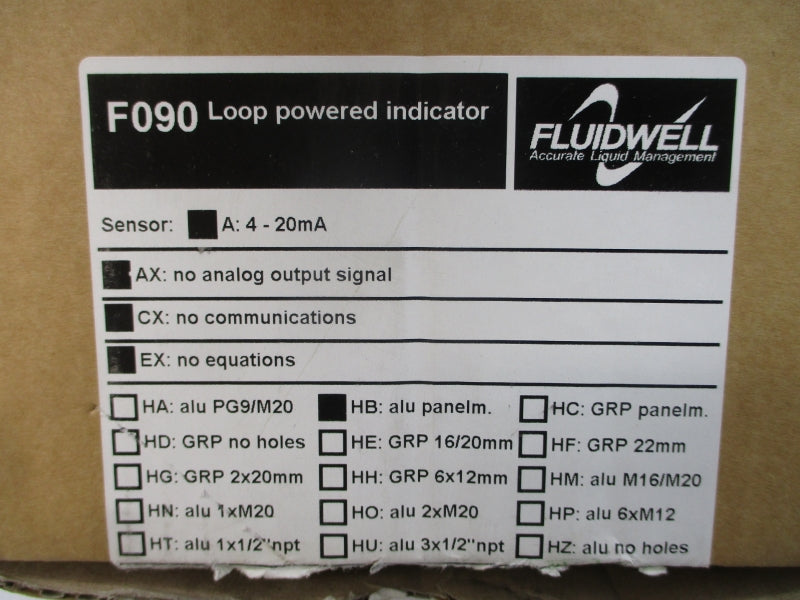 F090 Loop powered indicator
FLUIDWELL
Accurate Liquid Management
Sensor: A: 4 - 20mA
AX: no analog output signal
CX: no communications
EX: no equations
HA: alu PG9/M20 HB: alu panelm. HC: GRP panelm.
HD: GRP no holes HE: GRP 16/20mm HF: GRP 22mm
HG: GRP 2x20mm HH: GRP 6x12mm HM: alu M16/M20
HN: alu 1xM20 HO: alu 2xM20 HP: alu 6xM12
HT: alu 1x1/2"npt HU: alu 3x1/2"npt HZ: alu no holes